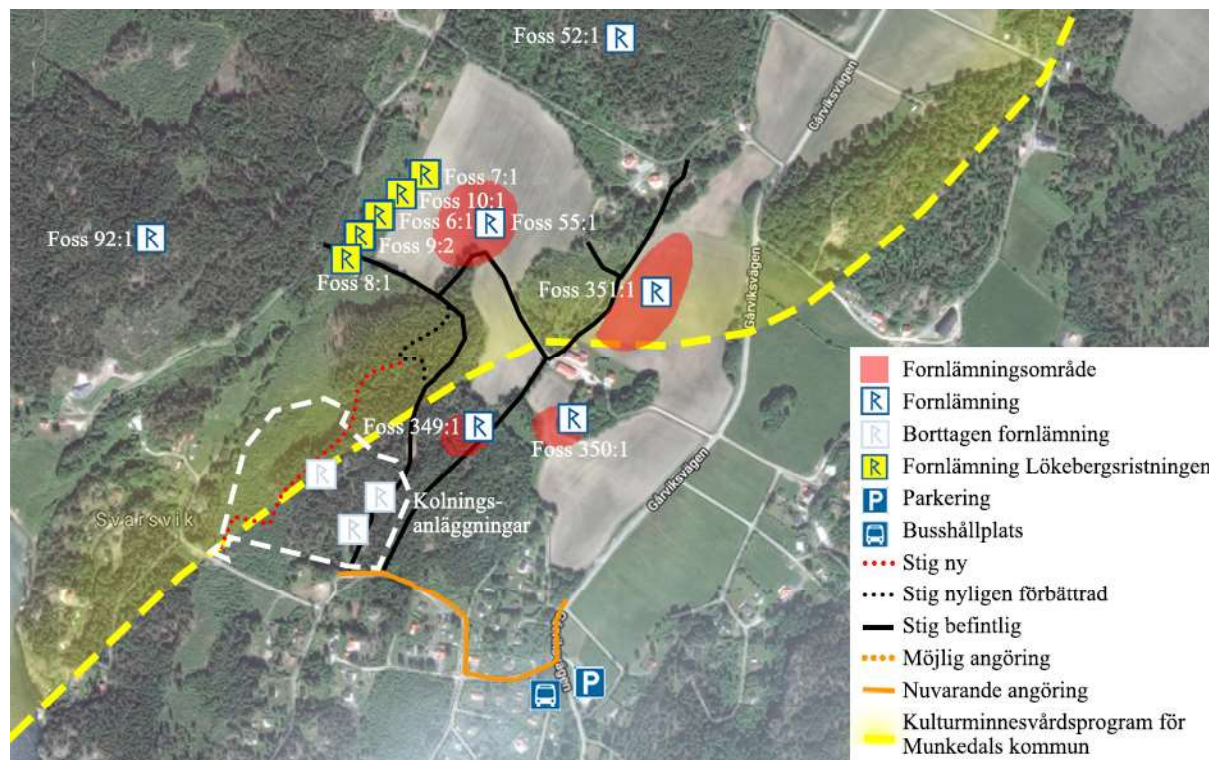 Foss 52:1
Gårviksvägen
Foss 7:1
Foss 10:1
Foss 6:1
Foss 55:1
Foss 92:1
Foss 9:2
Foss 8:1
Foss 351:1
Gårviksvägen
Foss 349:1
Foss 350:1
Gårviksvägen
Kolnings-
anläggningar
Svarsvik
P
Fornlämningsområde
Fornlämning
Borttagen fornlämning
Fornlämning Lökebergsristningen
P
Parkering
Busshållplats
Stig ny
Stig nyligen förbättrad
Stig befintlig
Möjlig angöring
Nuvarande angöring
Kulturminnesvårdsprogram för
Munkedals kommun